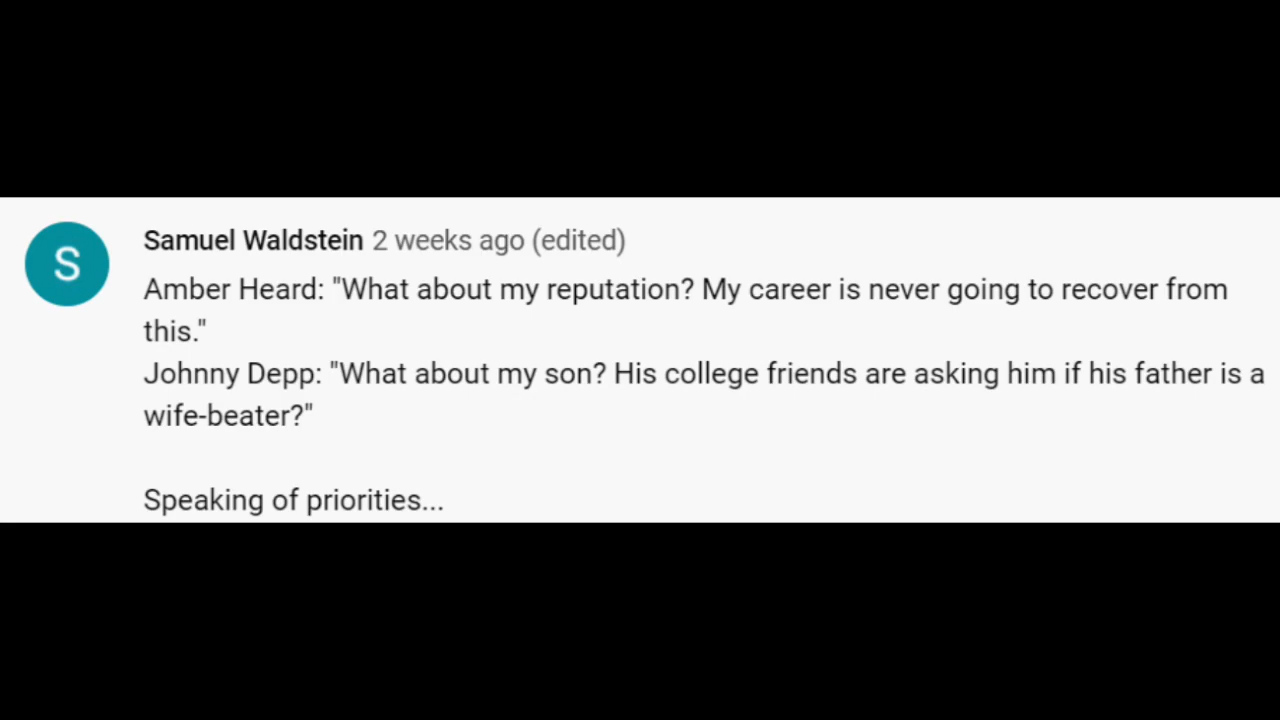 S
Samuel Waldstein 2 weeks ago (edited)
Amber Heard: "What about my reputation? My career is never going to recover from
this."
Johnny Depp: "What about my son? His college friends are asking him if his father is a
wife-beater?"
Speaking of priorities...